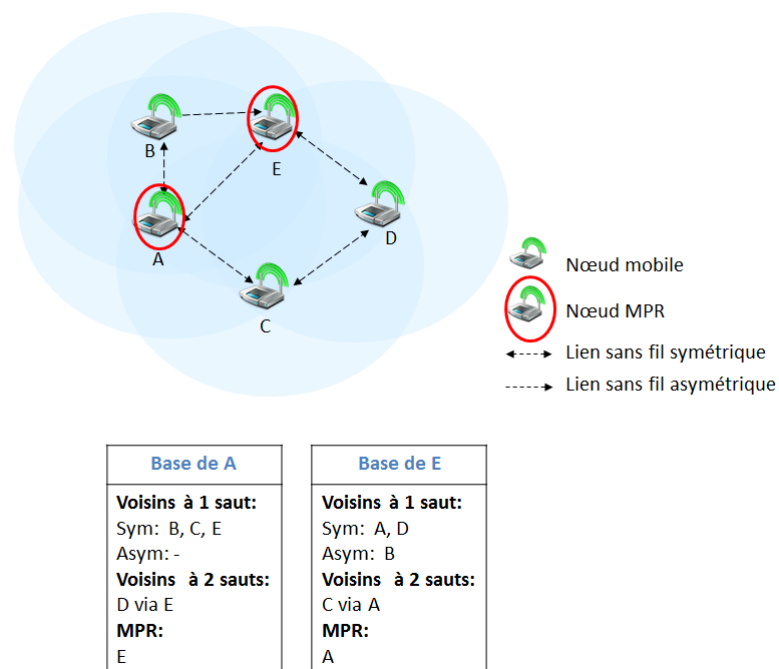 B
E
A
D
C
Nœud mobile
Nœud MPR
Lien sans fil symétrique
Lien sans fil asymétrique
Base de A
Voisins à 1 saut:
Sym: B, C, E
Asym: -
Voisins à 2 sauts:
D via E
MPR:
E
Base de E
Voisins à 1 saut:
Sym: A, D
Asym: B
Voisins à 2 sauts:
C via A
MPR:
A